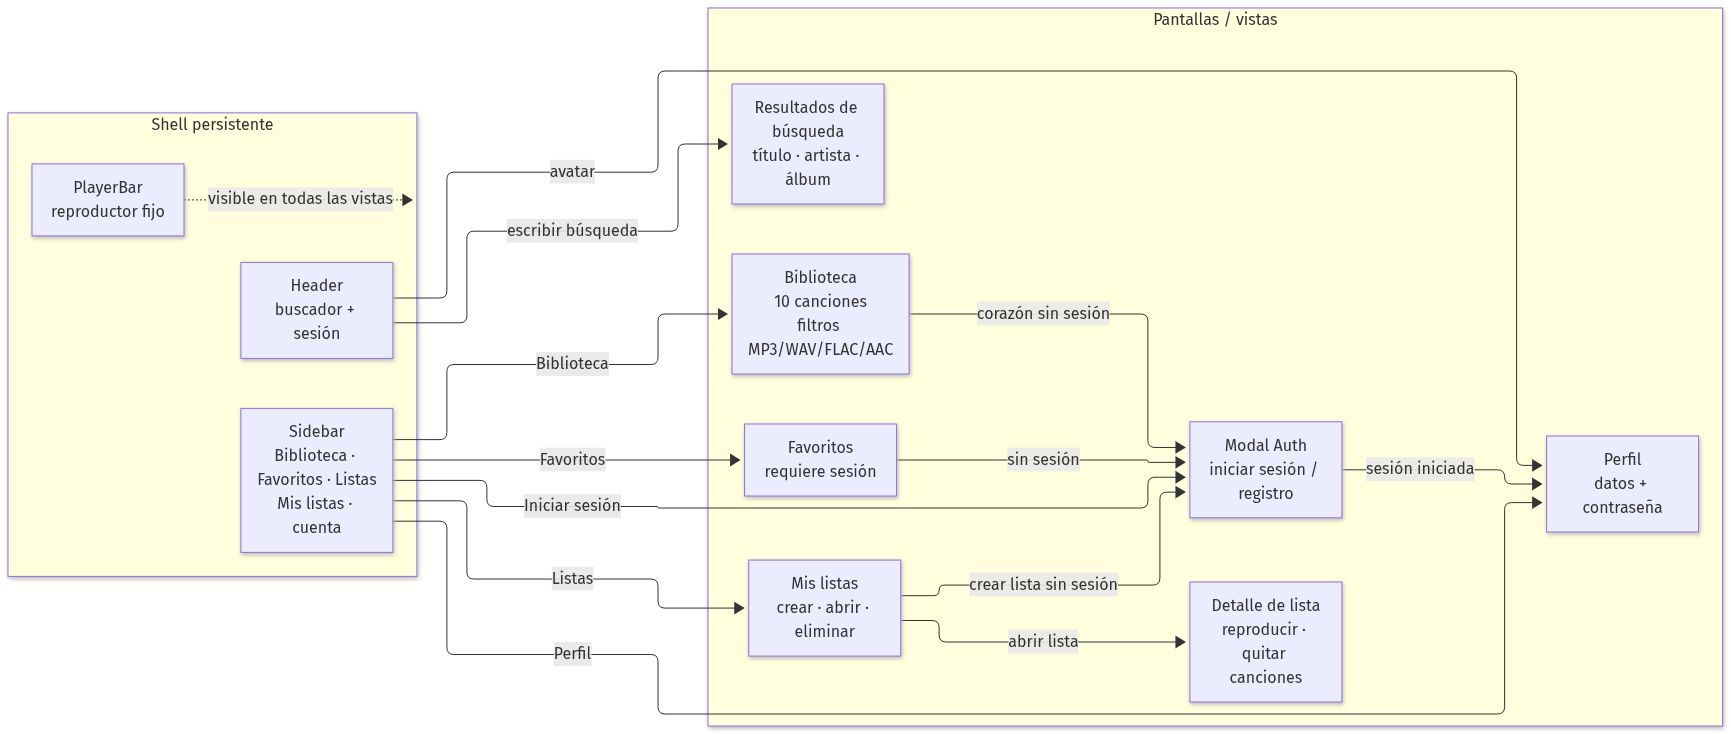 Pantallas / vistas
Shell persistente
PlayerBar
reproductor fijo
visible en todas las vistas
Header
buscador +
sesión
Sidebar
Biblioteca ·
Favoritos · Listas
Mis listas ·
cuenta
avatar
escribir búsqueda
Biblioteca
Favoritos
Iniciar sesión
Listas
Perfil
Resultados de
búsqueda
título · artista ·
álbum
Biblioteca
10 canciones
filtros
MP3/WAV/FLAC/AAC
Favoritos
requiere sesión
Mis listas
crear · abrir ·
eliminar
corazón sin sesión
sin sesión
crear lista sin sesión
abrir lista
Modal Auth
iniciar sesión /
registro
Detalle de lista
reproducir ·
quitar
canciones
sesión iniciada
Perfil
datos +
contraseña